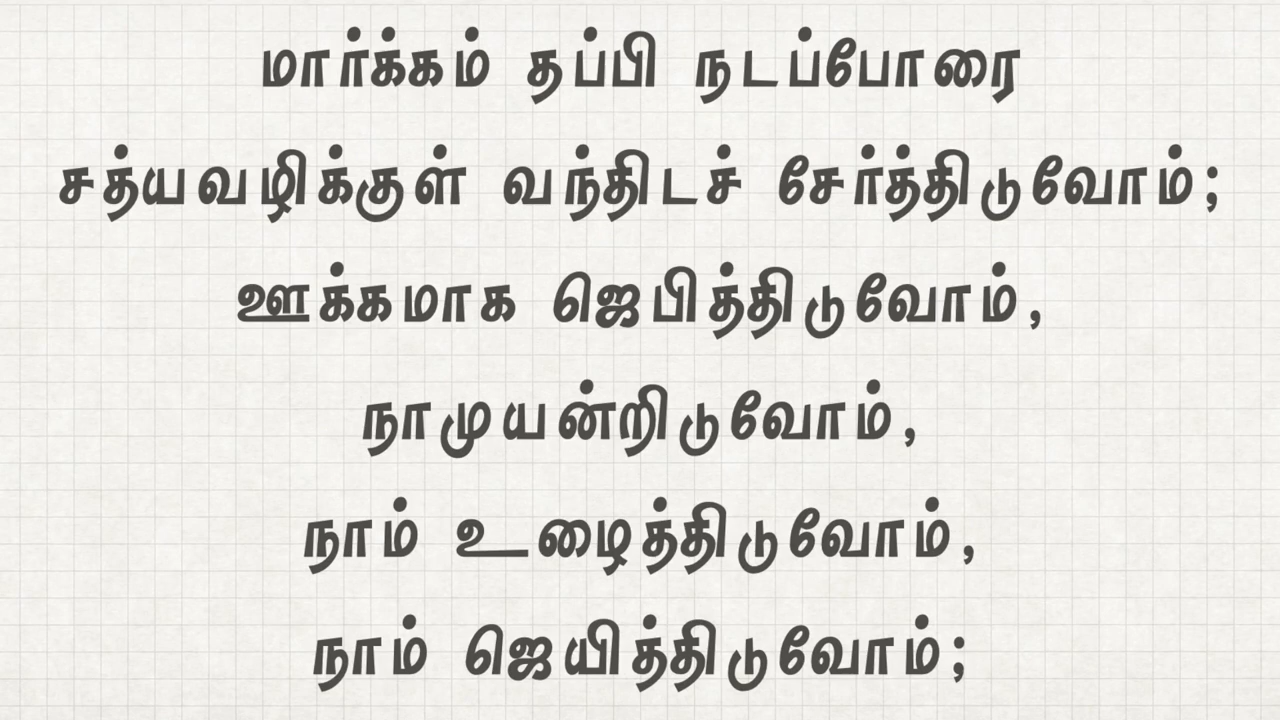 மார்க்கம் தப்பி நடப்போரை
சத்யவழிக்குள் வந்திடச் சேர்த்திடுவோம்;
ஊக்கமாக ஜெபித்திடுவோம்,
நாமுயன்றிடுவோம்,
நாம் உழைத்திடுவோம்,
நாம் ஜெயித்திடுவோம்;